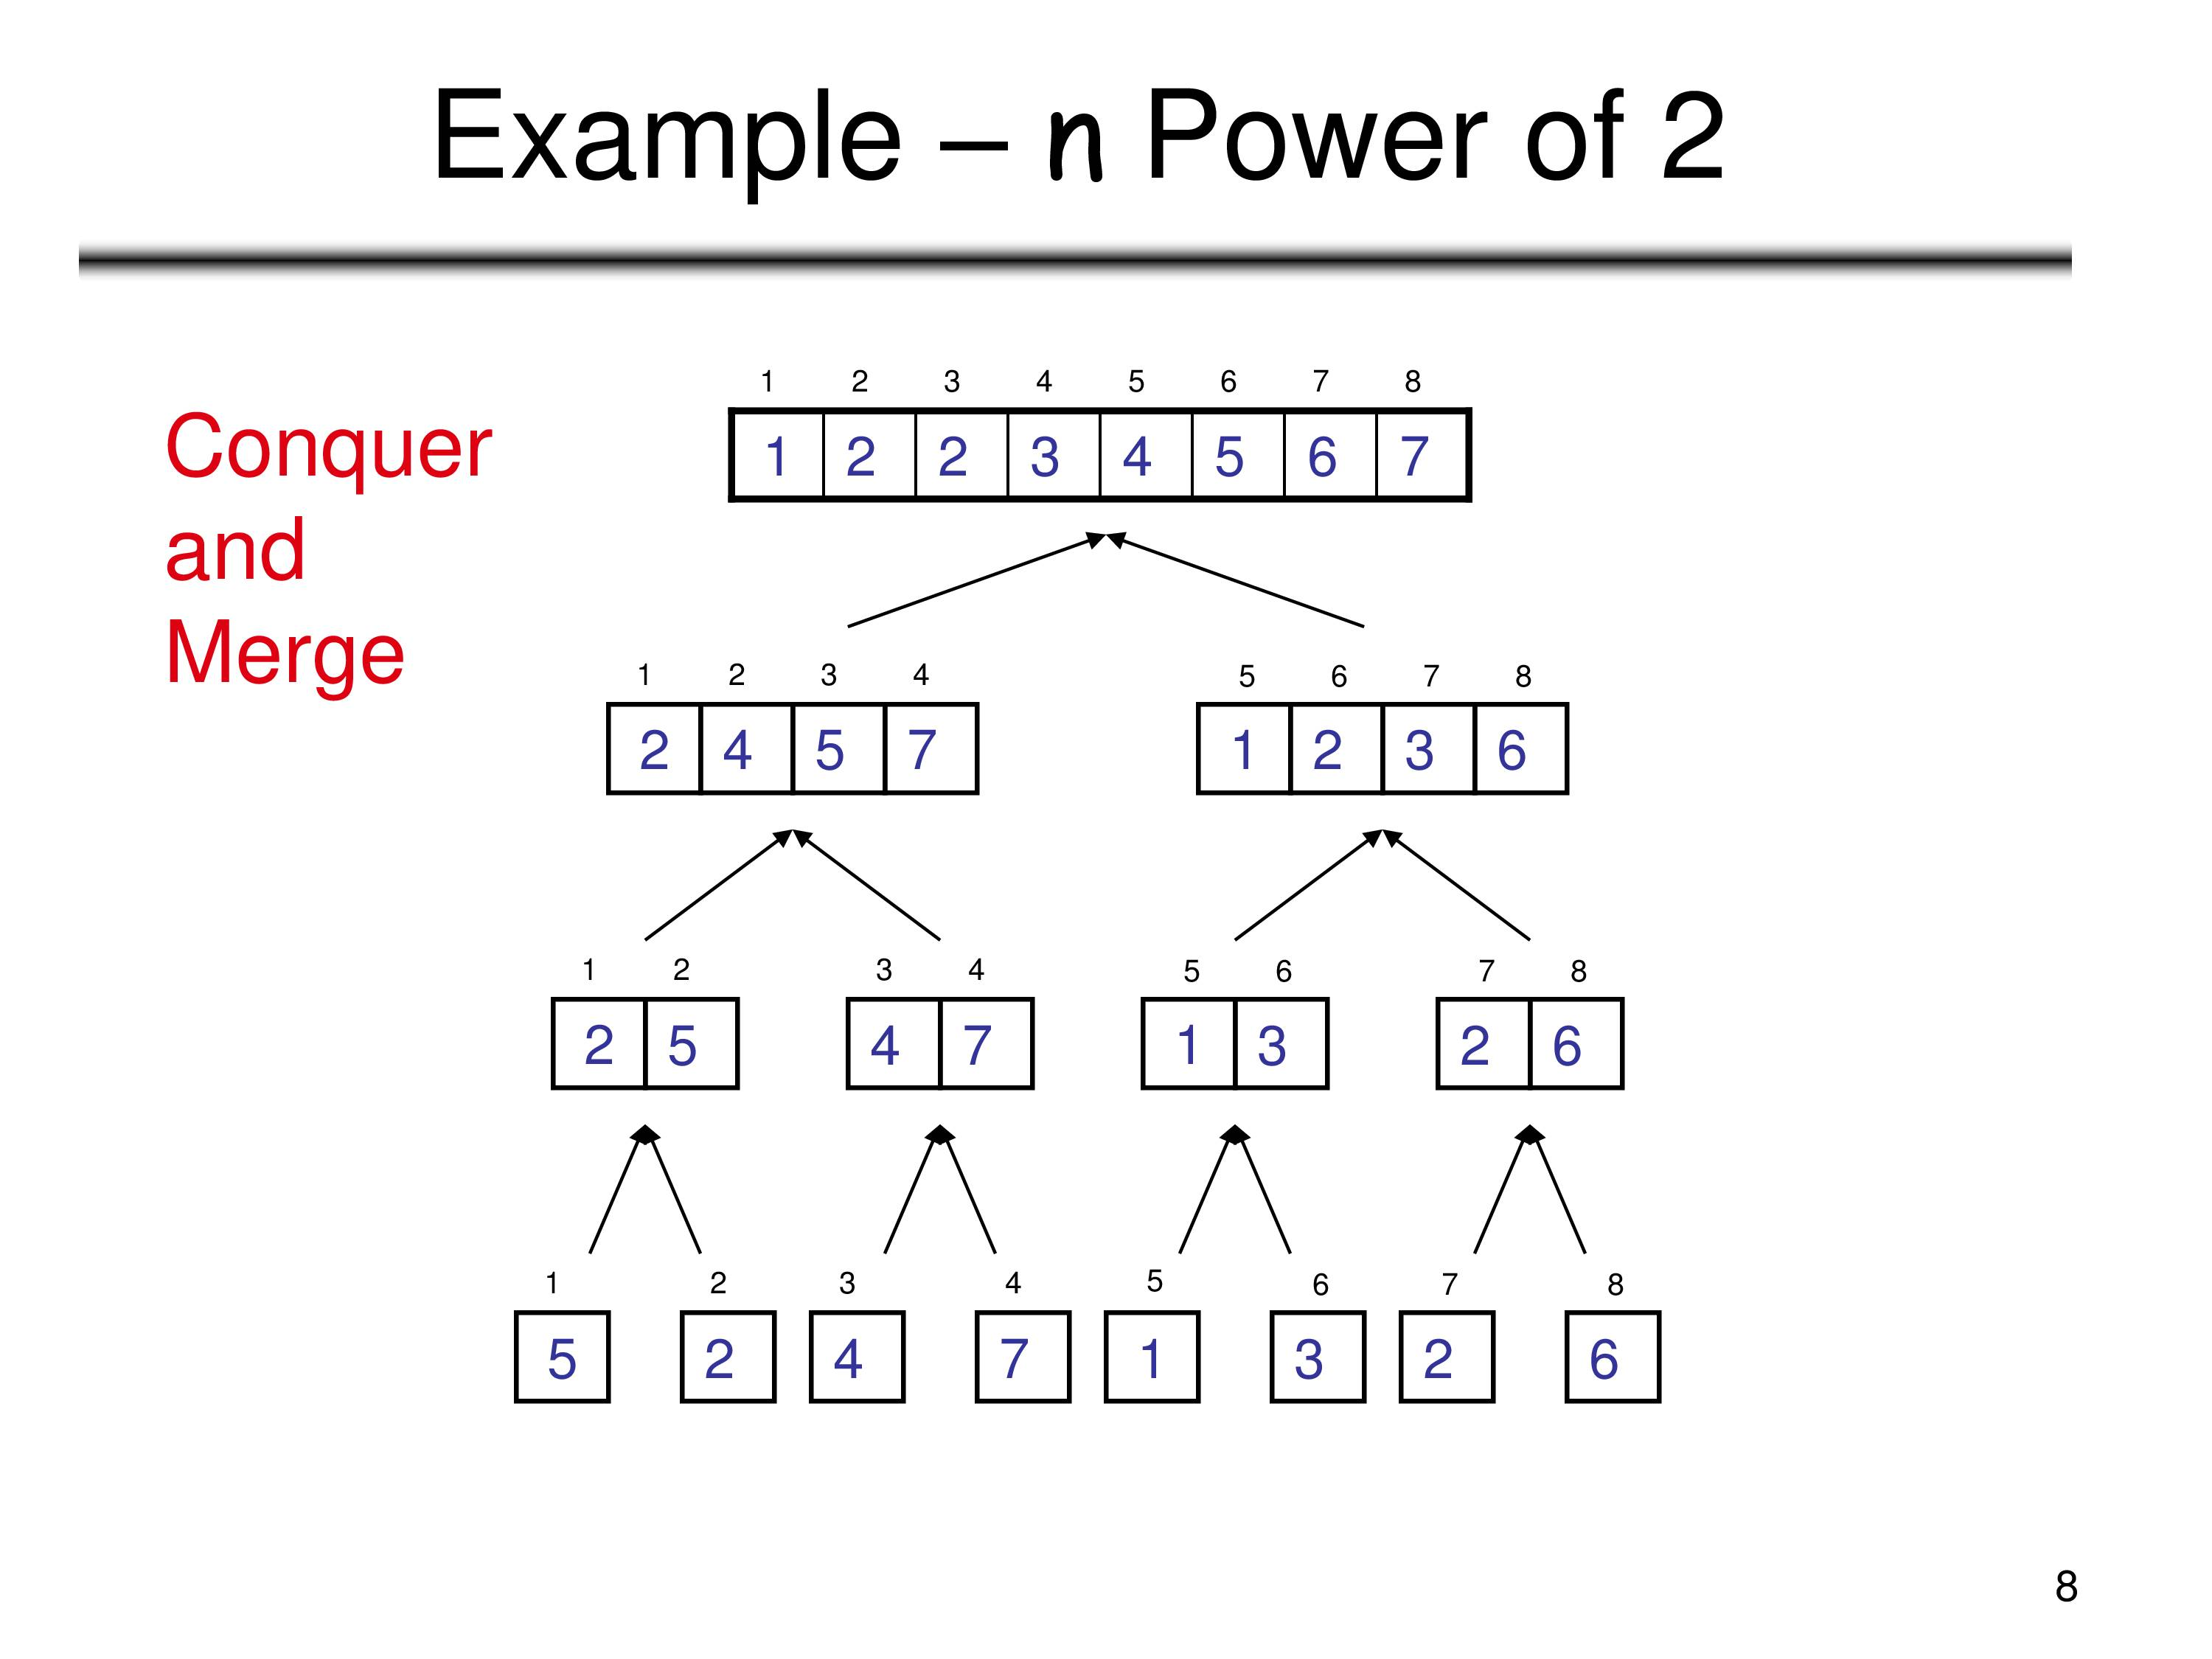 Example – n Power of 2
Conquer
and
Merge
1 2 3 4 5 6 7 8
1 2 2 3 4 5 6 7
1 2 3 4 5 6 7 8
2 4 5 7 1 2 3 6
1 2 3 4 5 6 7 8
2 5 4 7 1 3 2 6
1 2 3 4 5 6 7 8
5 2 4 7 1 3 2 6
8